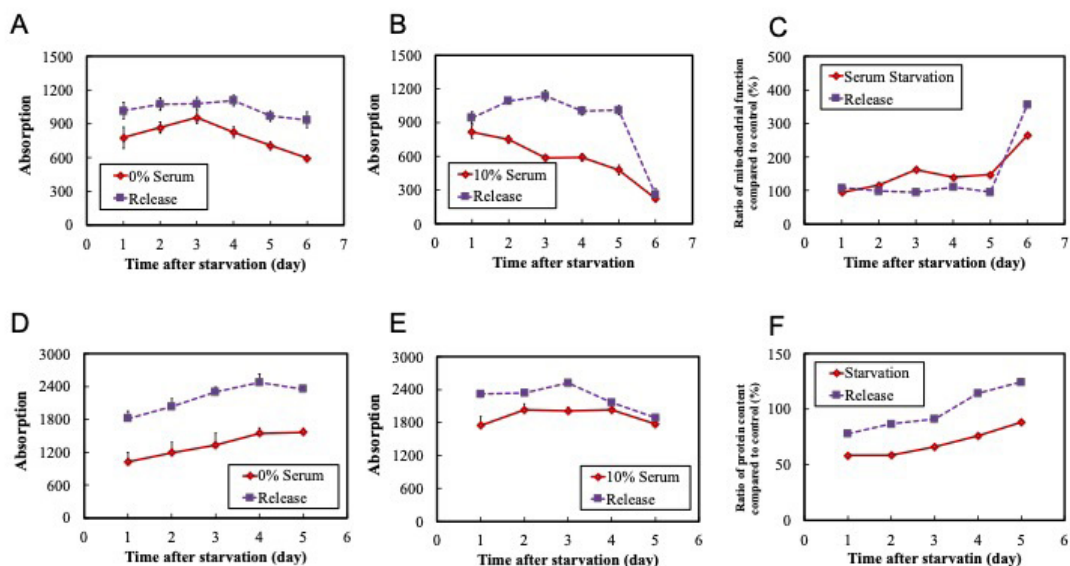 A
1500
1200
900
600
300
0
Absorption
0% Serum
Release
0 1 2 3 4 5 6 7
Time after starvation (day)
B
1500
1200
900
600
300
0
Absorption
10% Serum
Release
0 1 2 3 4 5 6 7
Time after starvation
C
500
400
300
200
100
0
Ratio of mitochondrial function
compared to control (%)
Serum Starvation
Release
0 1 2 3 4 5 6 7
Time after starvation (day)
D
3000
2400
1800
1200
600
0
Absorption
0% Serum
Release
0 1 2 3 4 5 6
Time after starvation (day)
E
3000
2400
1800
1200
600
0
Absorption
10% Serum
Release
0 1 2 3 4 5 6
Time after starvation (day)
F
150
100
50
0
Ratio of protein content
compared to control (%)
Starvation
Release
0 1 2 3 4 5 6
Time after starvatin (day)